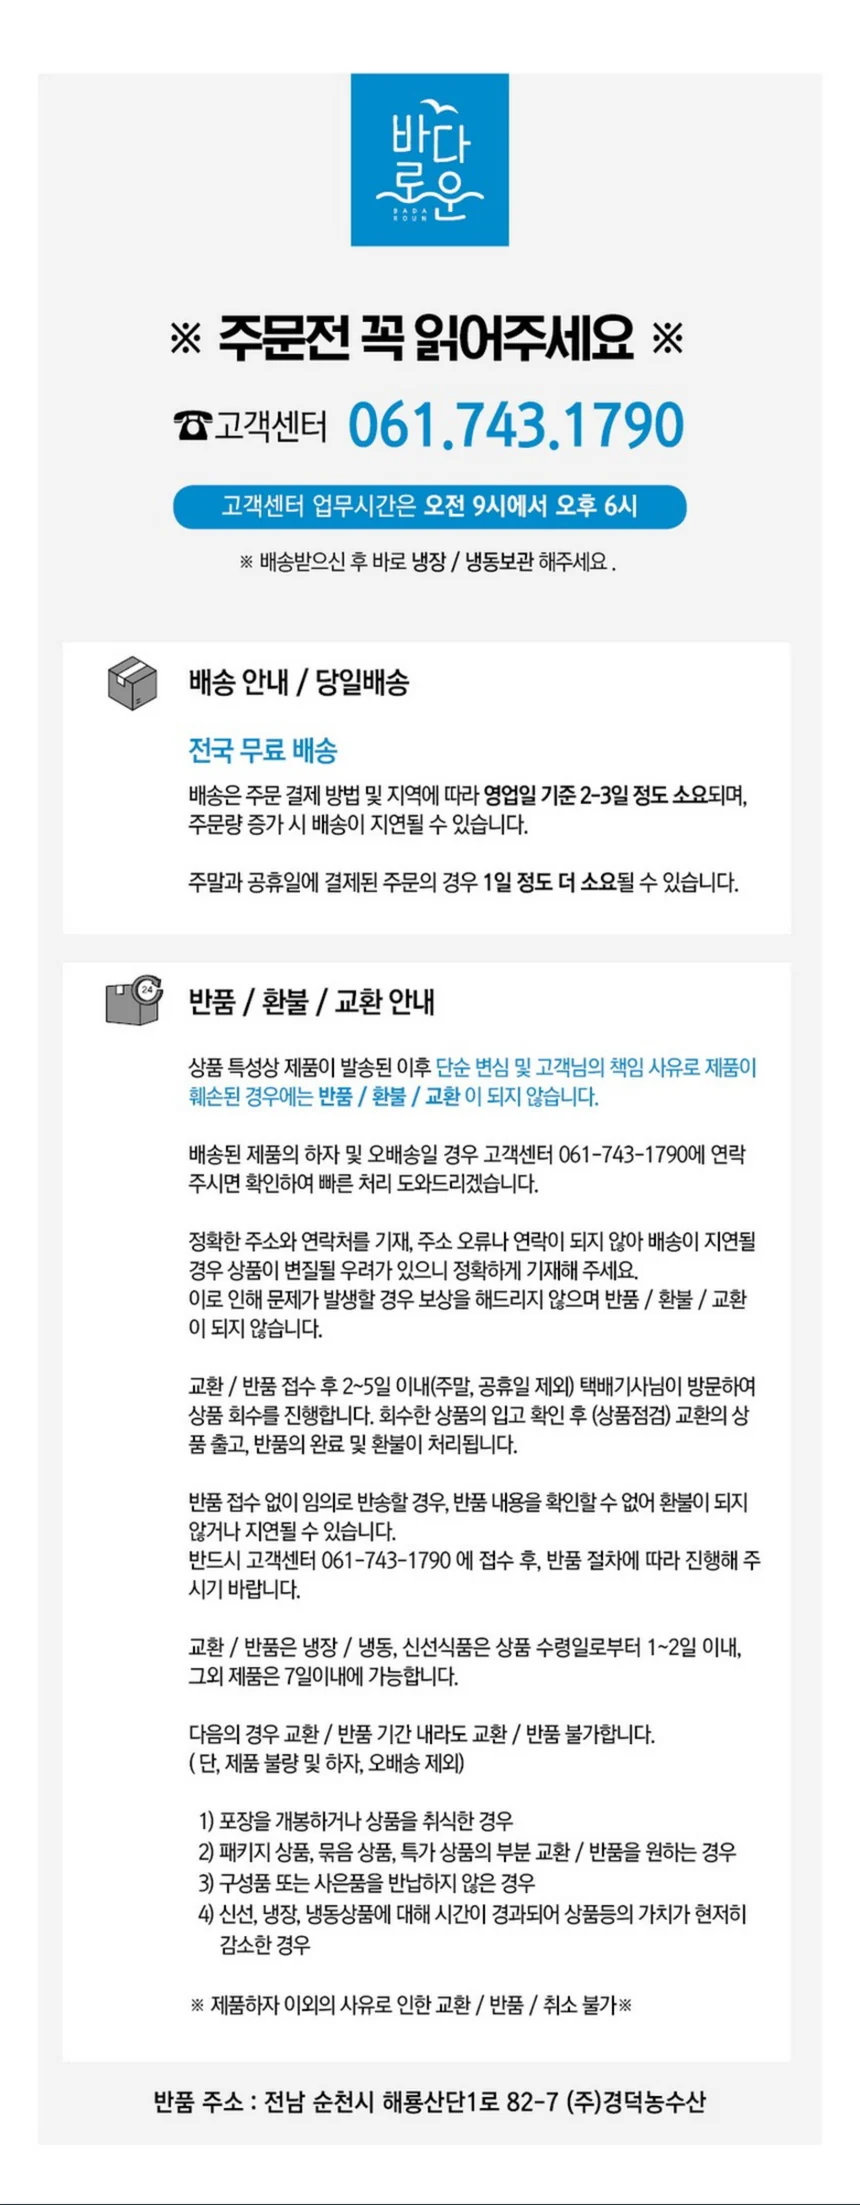 바다
로운
BADA
ROUN
※ 주문전 꼭 읽어주세요 ※
☎고객센터 061.743.1790
고객센터 업무시간은 오전 9시에서 오후 6시
※ 배송받으신 후 바로 냉장 / 냉동보관 해주세요 .
배송 안내 / 당일배송
전국 무료 배송
배송은 주문 결제 방법 및 지역에 따라 영업일 기준 2-3일 정도 소요되며,
주문량 증가 시 배송이 지연될 수 있습니다.
주말과 공휴일에 결제된 주문의 경우 1일 정도 더 소요될 수 있습니다.
24
반품 / 환불 / 교환 안내
상품 특성상 제품이 발송된 이후 단순 변심 및 고객님의 책임 사유로 제품이
훼손된 경우에는 반품 / 환불 / 교환 이 되지 않습니다.
배송된 제품의 하자 및 오배송일 경우 고객센터 061-743-1790에 연락
주시면 확인하여 빠른 처리 도와드리겠습니다.
정확한 주소와 연락처를 기재, 주소 오류나 연락이 되지 않아 배송이 지연될
경우 상품이 변질될 우려가 있으니 정확하게 기재해 주세요.
이로 인해 문제가 발생할 경우 보상을 해드리지 않으며 반품 / 환불 / 교환
이 되지 않습니다.
교환 / 반품 접수 후 2~5일 이내(주말, 공휴일 제외) 택배기사님이 방문하여
상품 회수를 진행합니다. 회수한 상품의 입고 확인 후 (상품점검) 교환의 상
품 출고, 반품의 완료 및 환불이 처리됩니다.
반품 접수 없이 임의로 반송할 경우, 반품 내용을 확인할 수 없어 환불이 되지
않거나 지연될 수 있습니다.
반드시 고객센터 061-743-1790 에 접수 후, 반품 절차에 따라 진행해 주
시기 바랍니다.
교환 / 반품은 냉장 / 냉동, 신선식품은 상품 수령일로부터 1~2일 이내,
그외 제품은 7일이내에 가능합니다.
다음의 경우 교환 / 반품 기간 내라도 교환 / 반품 불가합니다.
( 단, 제품 불량 및 하자, 오배송 제외)
1) 포장을 개봉하거나 상품을 취식한 경우
2) 패키지 상품, 묶음 상품, 특가 상품의 부분 교환 / 반품을 원하는 경우
3) 구성품 또는 사은품을 반납하지 않은 경우
4) 신선, 냉장, 냉동상품에 대해 시간이 경과되어 상품등의 가치가 현저히
감소한 경우
※ 제품하자 이외의 사유로 인한 교환 / 반품 / 취소 불가※
반품 주소 : 전남 순천시 해룡산단1로 82-7 (주)경덕농수산